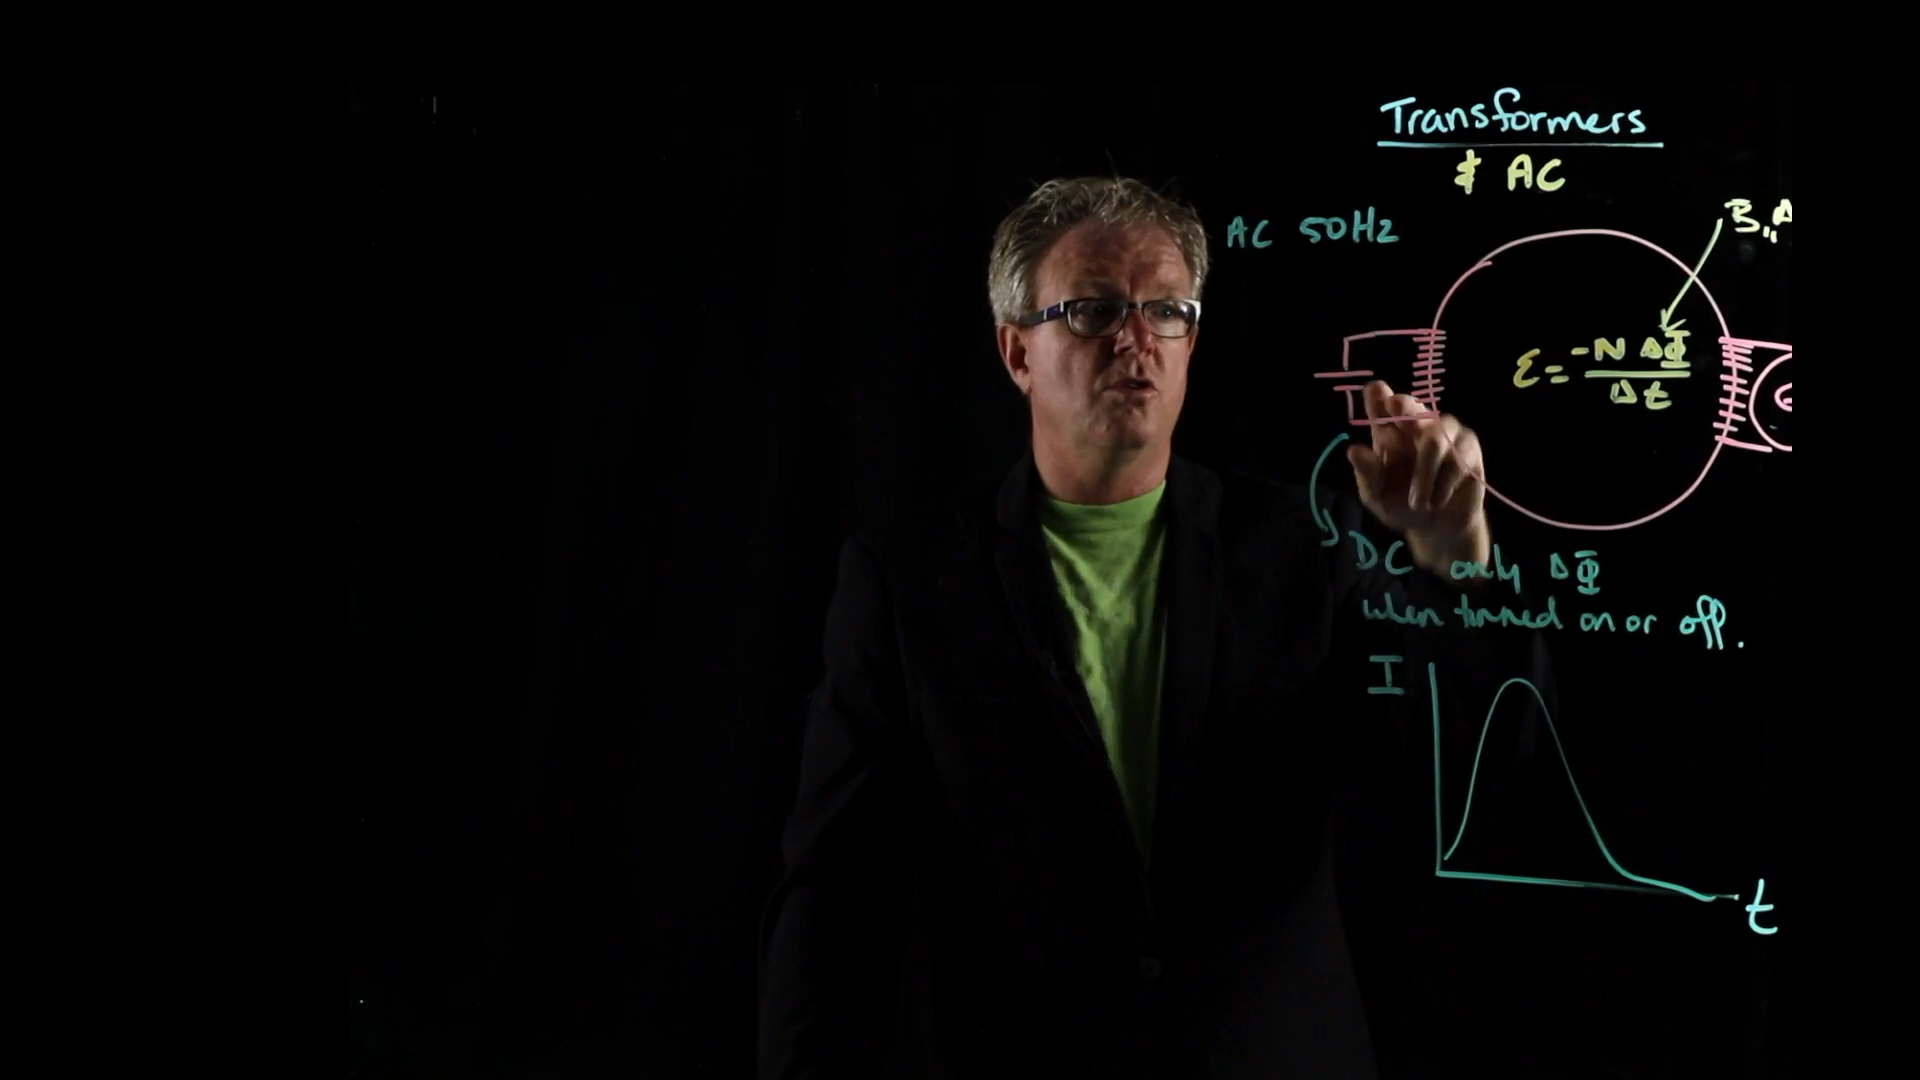 Transformers
& AC
AC 50Hz
B,,A
ε = -N ΔΦ
Δt
DC only ΔΦ
when turned on or off.
I
t